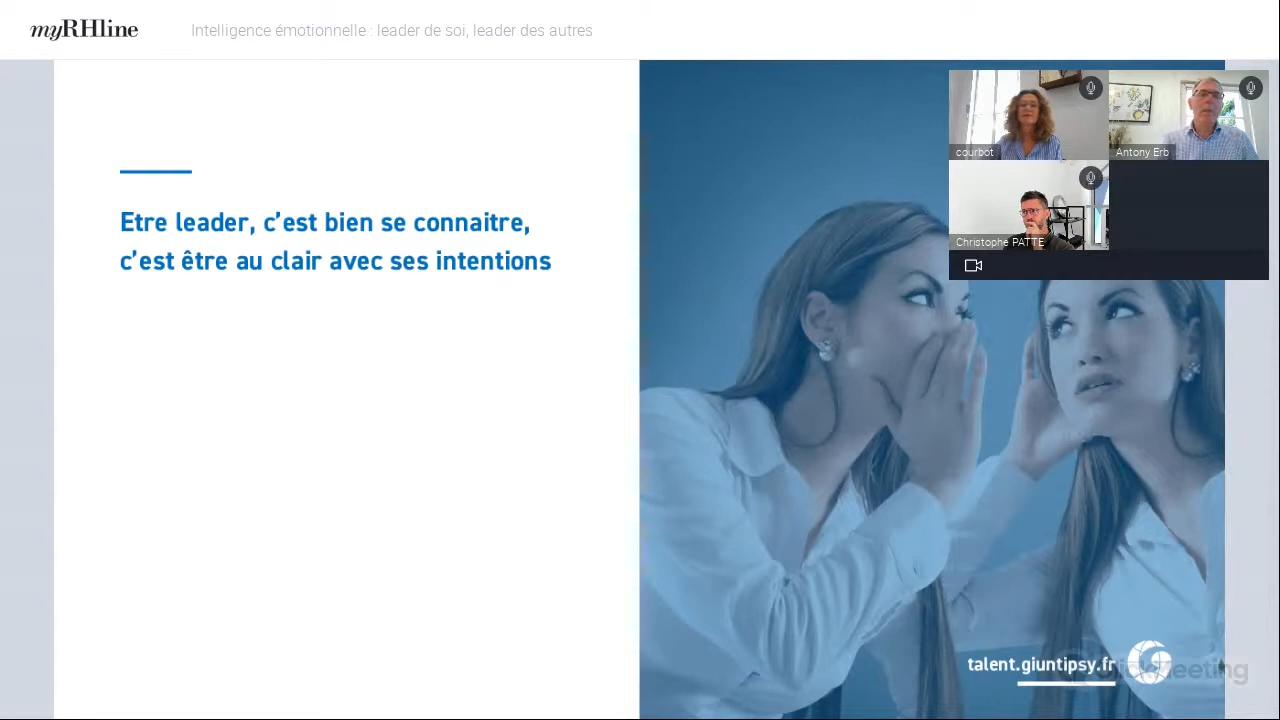 myRHline
Intelligence émotionnelle : leader de soi, leader des autres
courbot
Antony Erb
Christophe PATTE
Etre leader, c’est bien se connaitre,
c’est être au clair avec ses intentions
talent.giuntipsy.fr
ClickMeeting